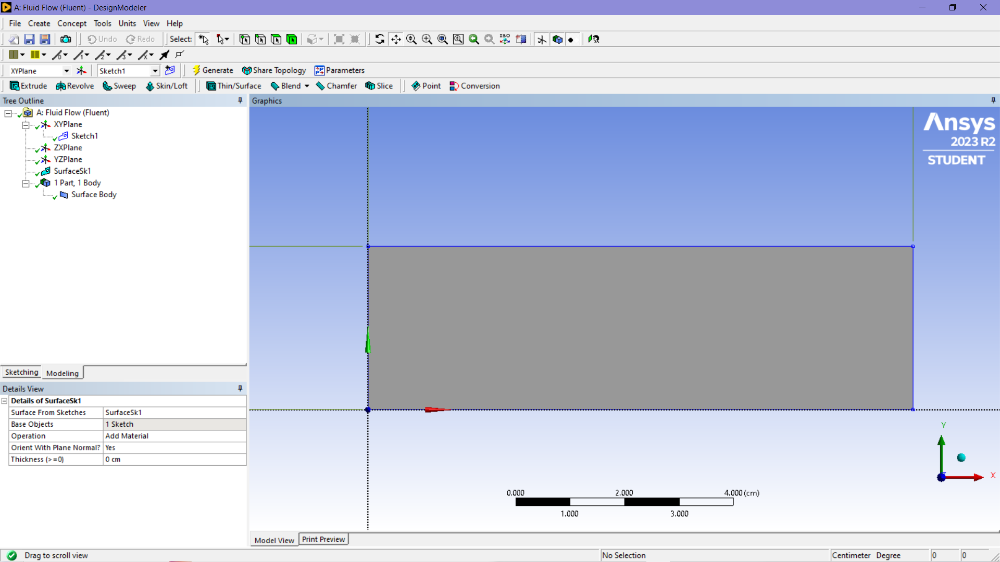 A: Fluid Flow (Fluent) - DesignModeler
File Create Concept Tools Units View Help
Undo Redo Select: ISO
XYPlane Sketch1 Generate Share Topology Parameters
Extrude Revolve Sweep Skin/Loft Thin/Surface Blend Chamfer Slice Point Conversion
Tree Outline
A: Fluid Flow (Fluent)
XYPlane
Sketch1
ZXPlane
YZPlane
SurfaceSk1
1 Part, 1 Body
Surface Body
Sketching Modeling
Details View
Details of SurfaceSk1
Surface From Sketches SurfaceSk1
Base Objects 1 Sketch
Operation Add Material
Orient With Plane Normal? Yes
Thickness (>=0) 0 cm
Graphics
Ansys
2023 R2
STUDENT
Y
X
0.000 2.000 4.000 (cm)
1.000 3.000
Model View Print Preview
Drag to scroll view No Selection Centimeter Degree 0 0